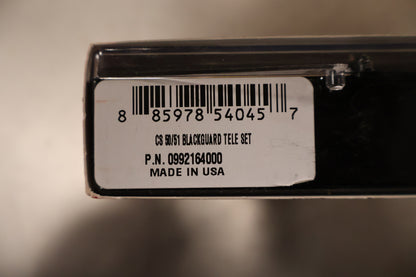 8 85978 54045 7
CS 50/51 BLACKGUARD TELE SET
P.N. 0992164000
MADE IN USA